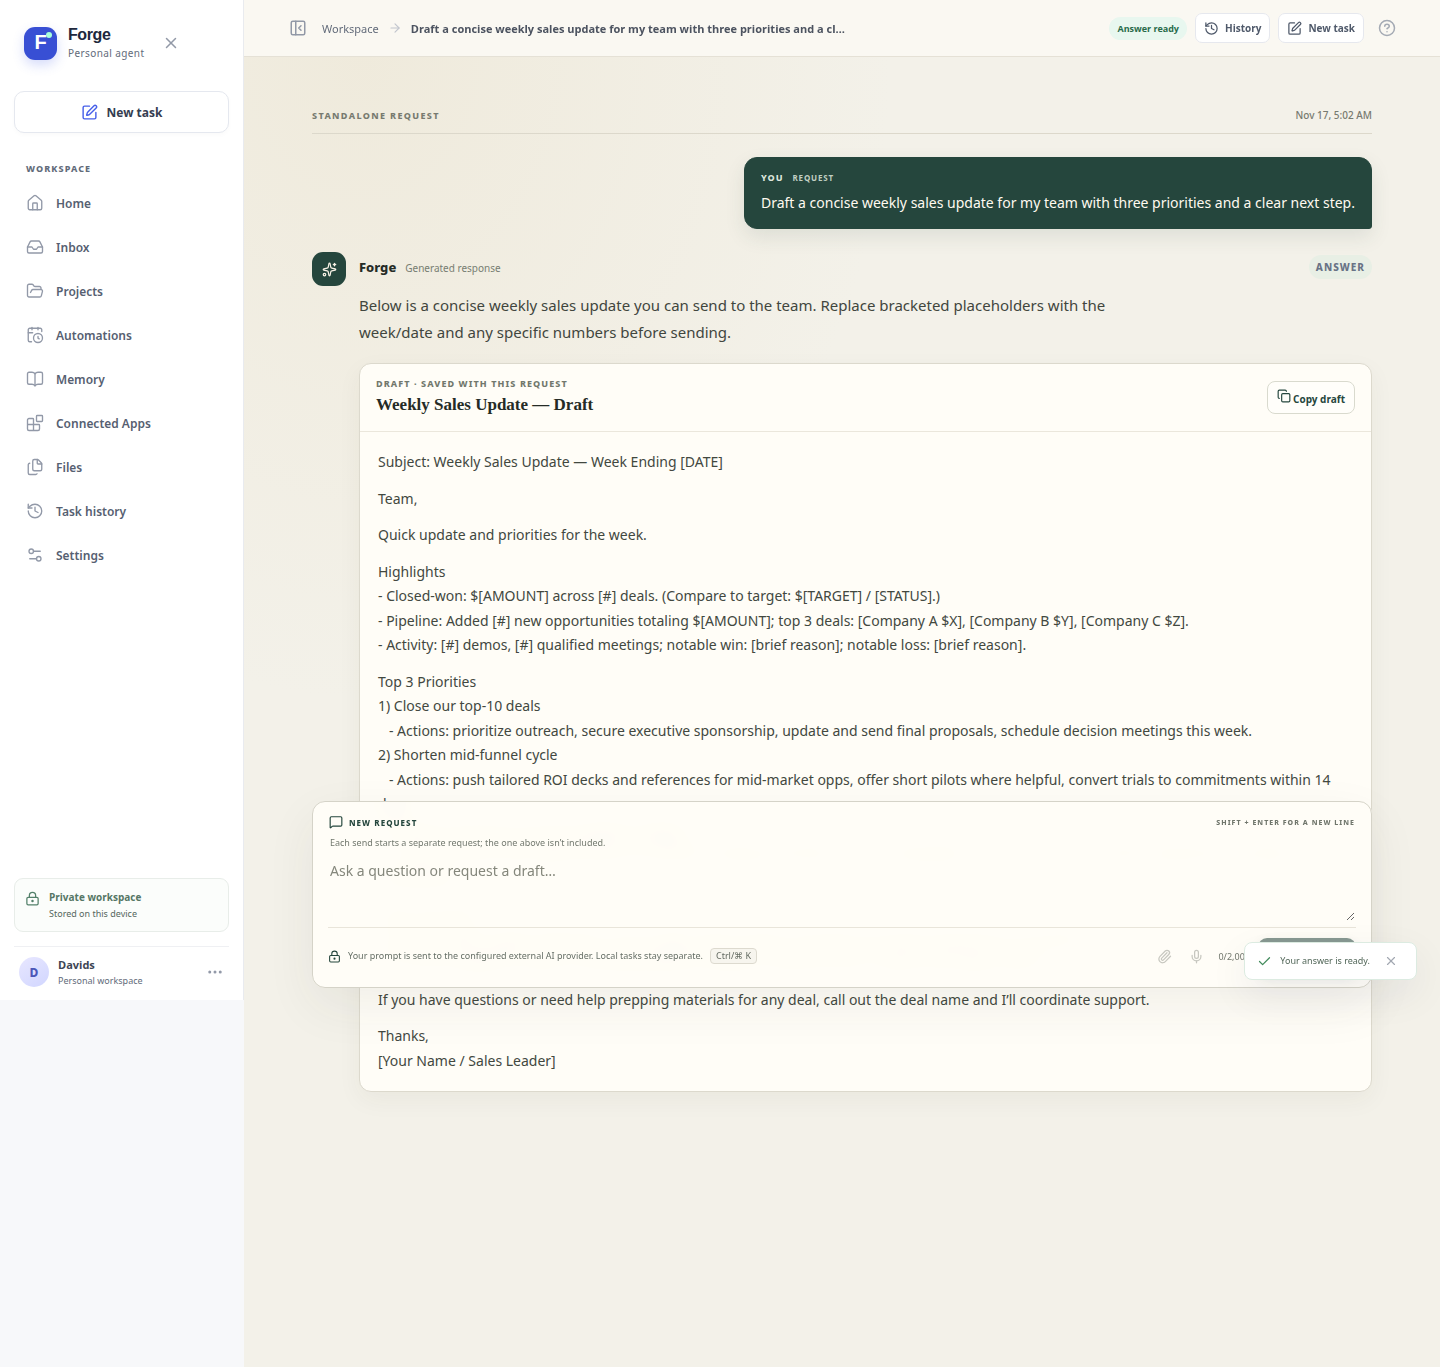 F
Forge
Personal agent
New task
WORKSPACE
Home
Inbox
Projects
Automations
Memory
Connected Apps
Files
Task history
Settings
Private workspace
Stored on this device
D
Davids
Personal workspace
Workspace
Draft a concise weekly sales update for my team with three priorities and a cl...
Answer ready
History
New task
STANDALONE REQUEST
Nov 17, 5:02 AM
YOU REQUEST
Draft a concise weekly sales update for my team with three priorities and a clear next step.
Forge Generated response
ANSWER
Below is a concise weekly sales update you can send to the team. Replace bracketed placeholders with the
week/date and any specific numbers before sending.
DRAFT · SAVED WITH THIS REQUEST
Weekly Sales Update — Draft
Copy draft
Subject: Weekly Sales Update — Week Ending [DATE]
Team,
Quick update and priorities for the week.
Highlights
- Closed-won: $[AMOUNT] across [#] deals. (Compare to target: $[TARGET] / [STATUS].)
- Pipeline: Added [#] new opportunities totaling $[AMOUNT]; top 3 deals: [Company A $X], [Company B $Y], [Company C $Z].
- Activity: [#] demos, [#] qualified meetings; notable win: [brief reason]; notable loss: [brief reason].
Top 3 Priorities
1) Close our top-10 deals
- Actions: prioritize outreach, secure executive sponsorship, update and send final proposals, schedule decision meetings this week.
2) Shorten mid-funnel cycle
- Actions: push tailored ROI decks and references for mid-market opps, offer short pilots where helpful, convert trials to commitments within 14
NEW REQUEST
SHIFT + ENTER FOR A NEW LINE
Each send starts a separate request; the one above isn't included.
Ask a question or request a draft...
Your prompt is sent to the configured external AI provider. Local tasks stay separate.
Ctrl/⌘ K
0/2,00
Your answer is ready.
If you have questions or need help prepping materials for any deal, call out the deal name and I'll coordinate support.
Thanks,
[Your Name / Sales Leader]